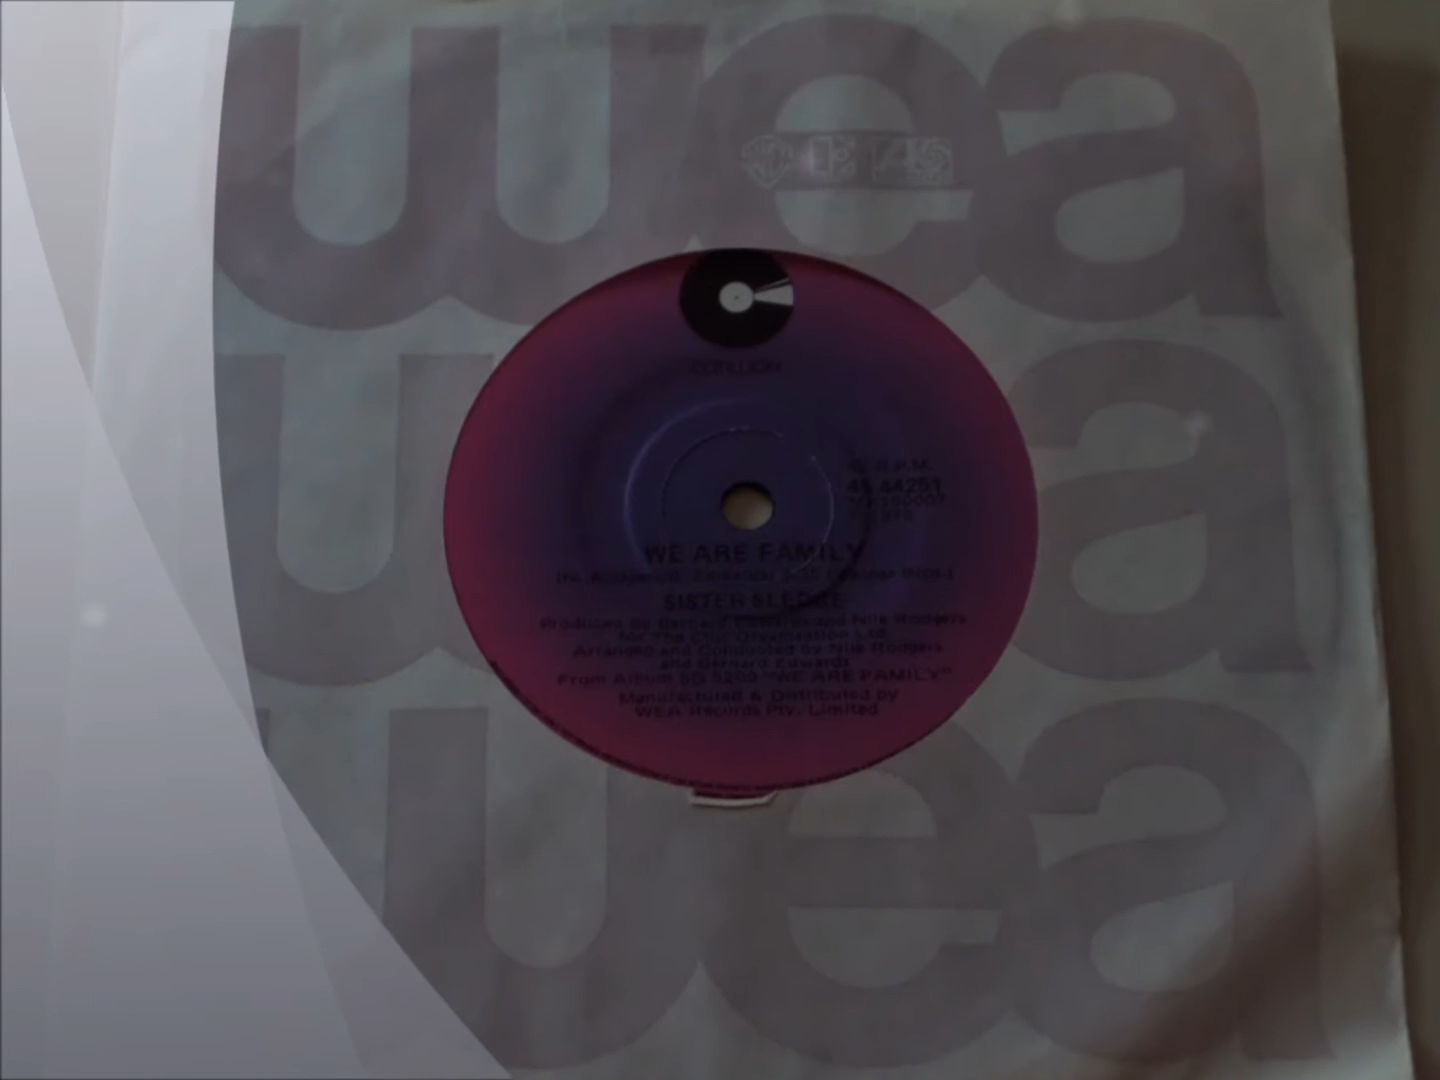 wea
COTILLION
45 R.P.M.
45 44251
WE ARE FAMILY
SISTER SLEDGE
Produced by Bernard Edwards and Nile Rodgers
for The Chic Organization Ltd.
Arranged and Conducted by Nile Rodgers
and Bernard Edwards
From Album SD 5209 "WE ARE FAMILY"
Manufactured & Distributed by
WEA Records Pty. Limited
wea
wea